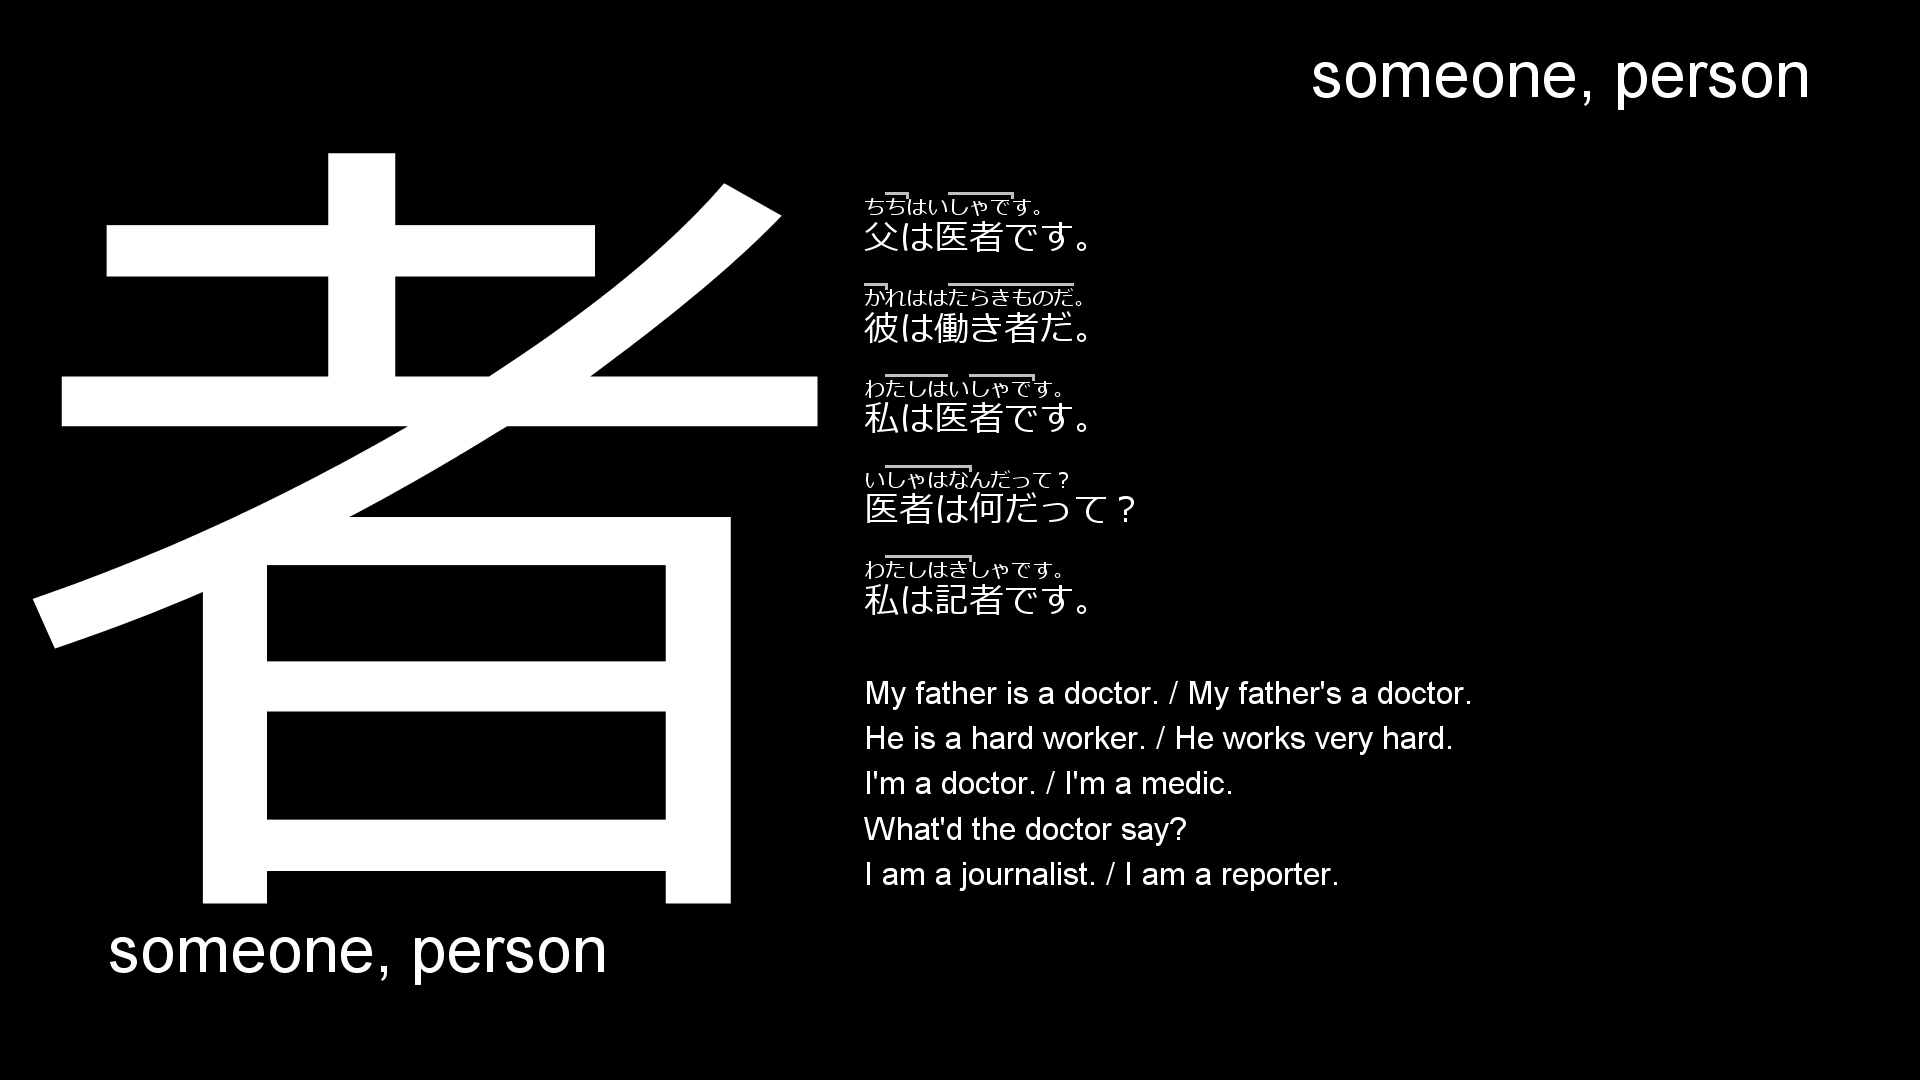 someone, person
者
ちちはいしゃです。
父は医者です。
かれははたらきものだ。
彼は働き者だ。
わたしはいしゃです。
私は医者です。
いしゃはなんだって？
医者は何だって？
わたしはきしゃです。
私は記者です。
My father is a doctor. / My father's a doctor.
He is a hard worker. / He works very hard.
I'm a doctor. / I'm a medic.
What'd the doctor say?
I am a journalist. / I am a reporter.
someone, person